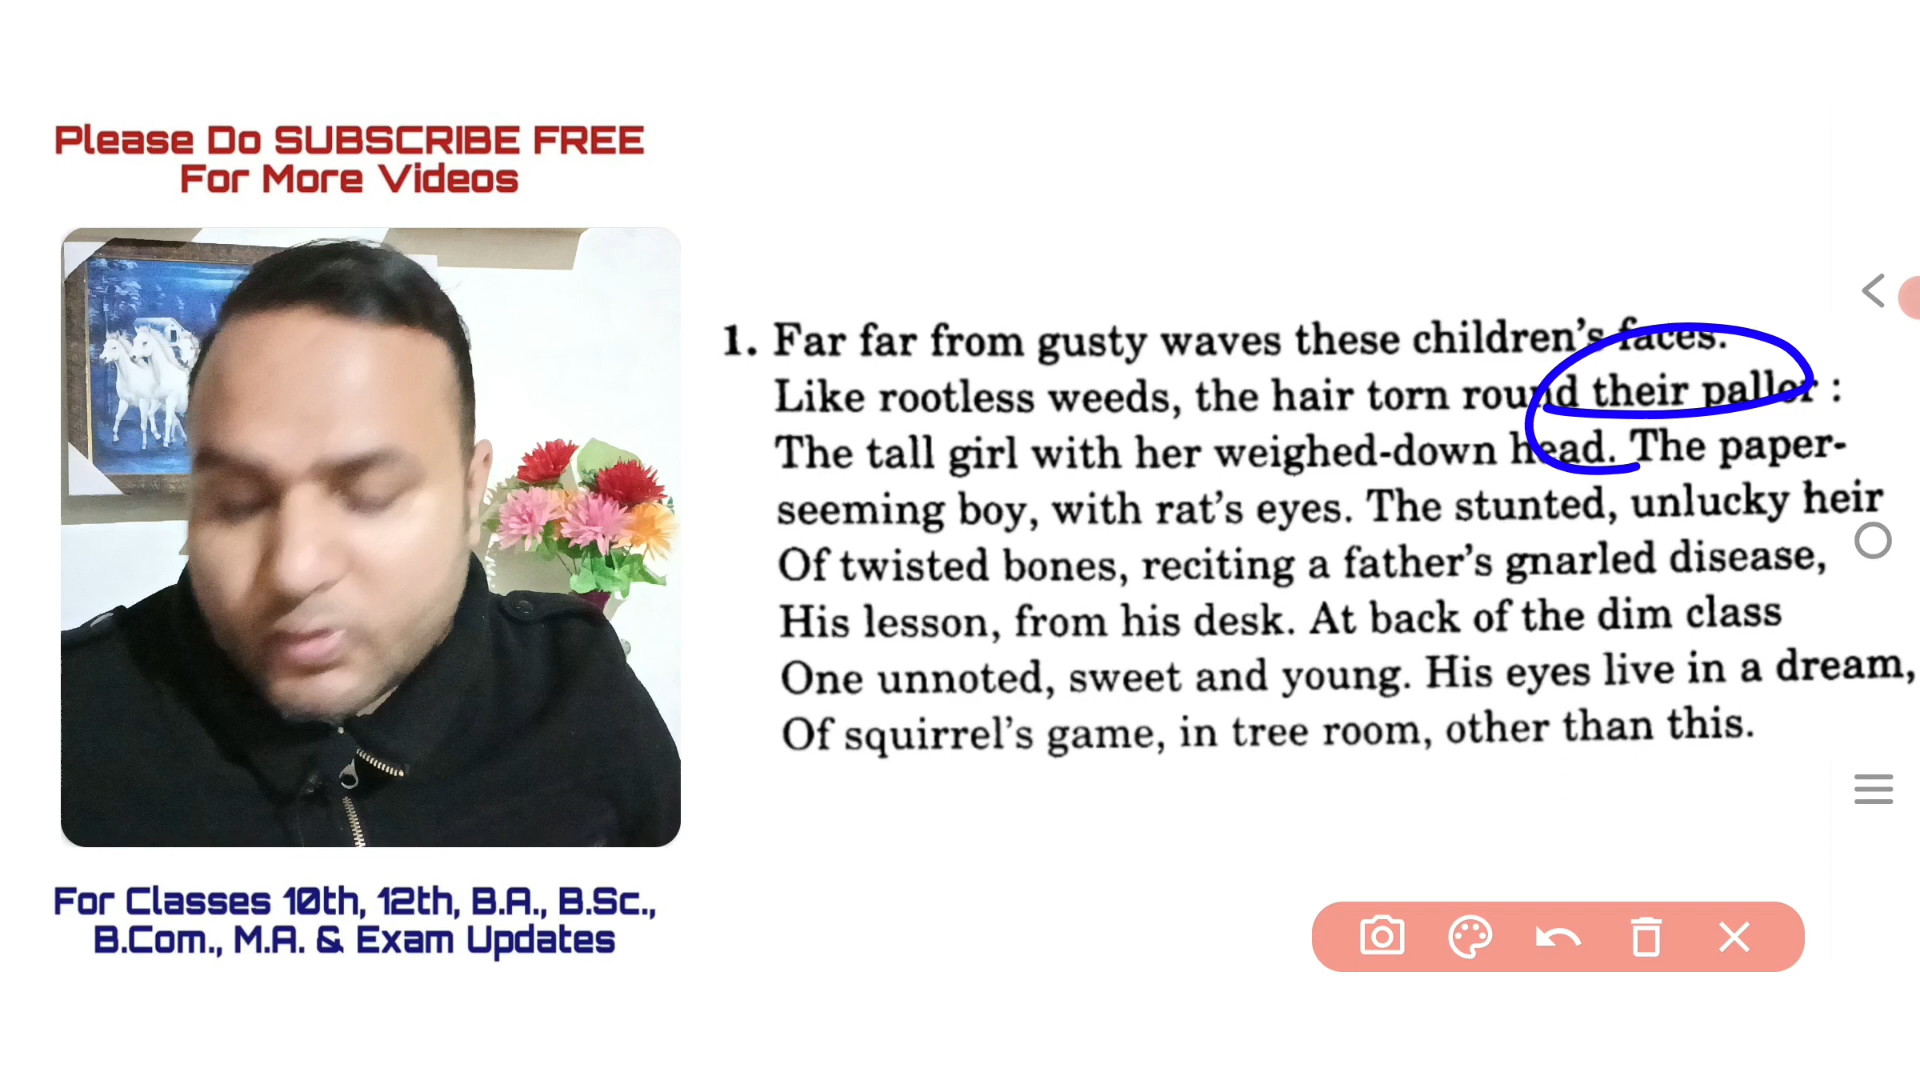 Please Do SUBSCRIBE FREE
For More Videos
1. Far far from gusty waves these children's faces.
Like rootless weeds, the hair torn round their pallor :
The tall girl with her weighed-down head. The paper-
seeming boy, with rat's eyes. The stunted, unlucky heir
Of twisted bones, reciting a father's gnarled disease,
His lesson, from his desk. At back of the dim class
One unnoted, sweet and young. His eyes live in a dream,
Of squirrel's game, in tree room, other than this.
For Classes 10th, 12th, B.A., B.Sc.,
B.Com., M.A. & Exam Updates